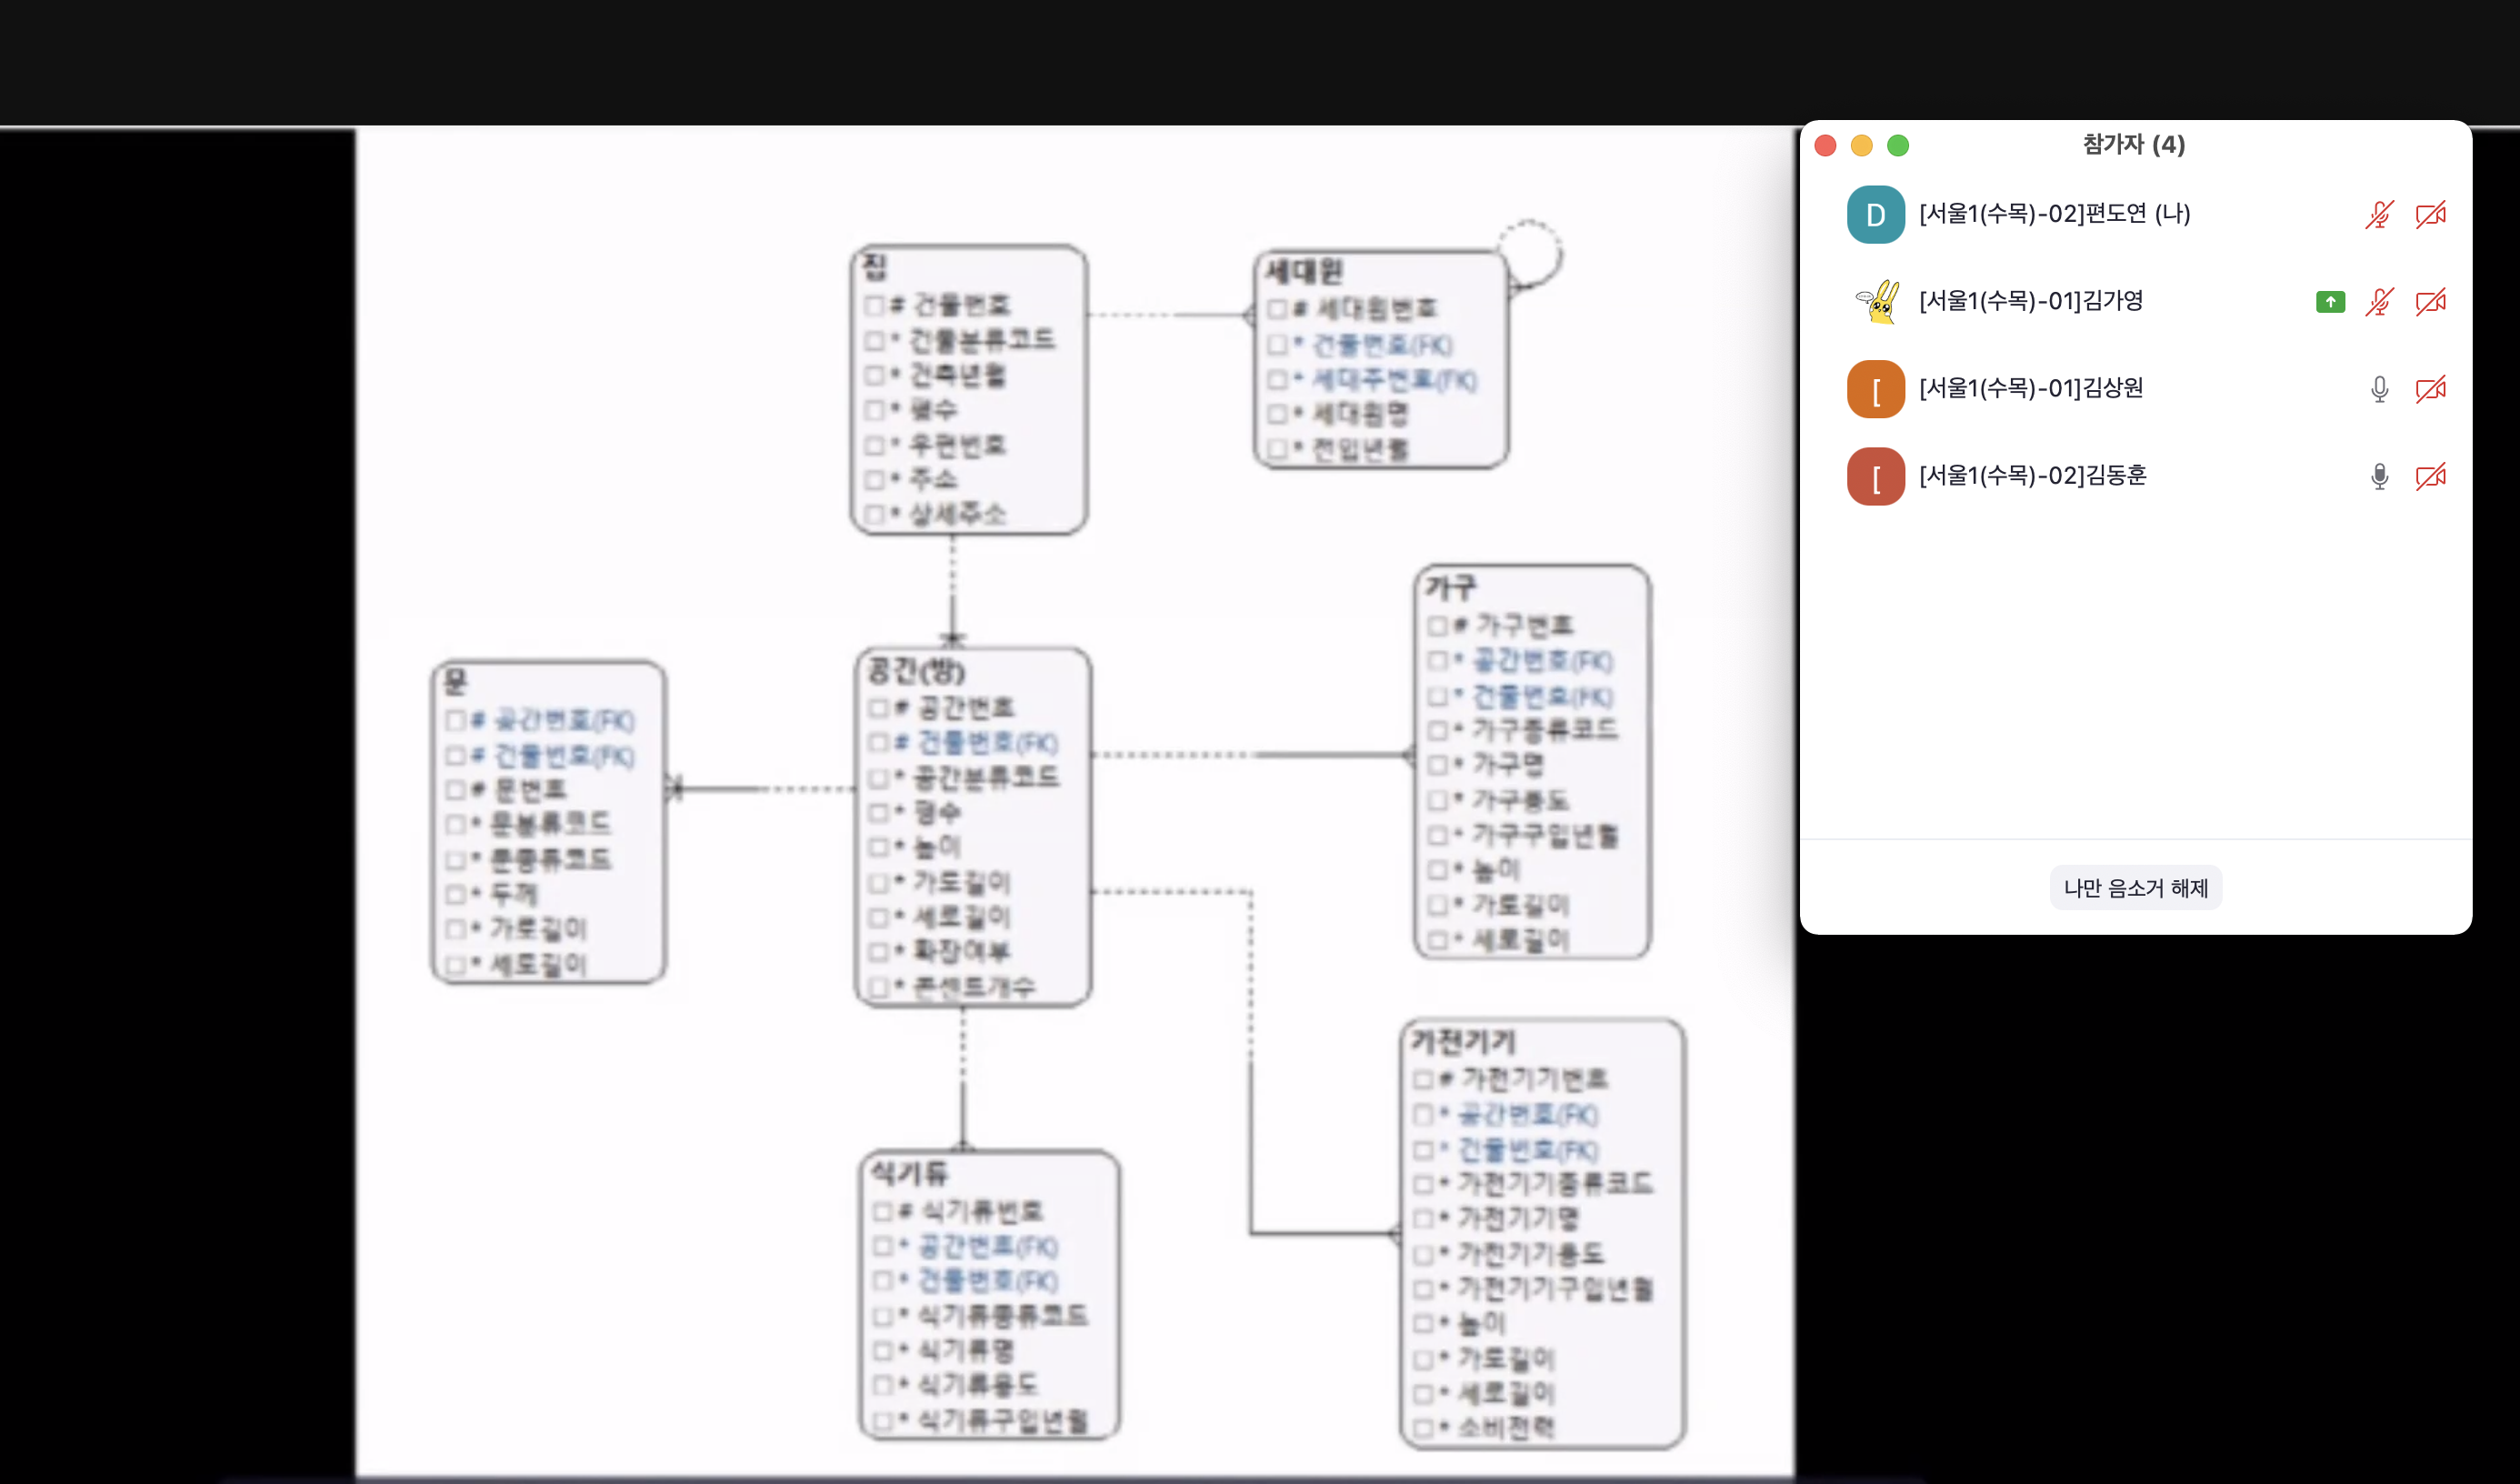 집
# 건물번호
* 건물분류코드
* 건축년월
* 평수
* 우편번호
* 주소
* 상세주소
세대원
# 세대원번호
* 건물번호(FK)
* 세대주번호(FK)
* 세대원명
* 전입년월
문
# 공간번호(FK)
# 건물번호(FK)
# 문번호
* 문분류코드
* 문종류코드
* 두께
* 가로길이
* 세로길이
공간(방)
# 공간번호
# 건물번호(FK)
* 공간분류코드
* 평수
* 높이
* 가로길이
* 세로길이
* 확장여부
* 콘센트개수
가구
# 가구번호
* 공간번호(FK)
* 건물번호(FK)
* 가구종류코드
* 가구명
* 가구용도
* 가구구입년월
* 높이
* 가로길이
* 세로길이
식기류
# 식기류번호
* 공간번호(FK)
* 건물번호(FK)
* 식기류종류코드
* 식기류명
* 식기류용도
* 식기류구입년월
가전기기
# 가전기기번호
* 공간번호(FK)
* 건물번호(FK)
* 가전기기종류코드
* 가전기기명
* 가전기기용도
* 가전기기구입년월
* 높이
* 가로길이
* 세로길이
* 소비전력
참가자 (4)
D [서울1(수목)-02]편도연 (나)
[서울1(수목)-01]김가영
[ [서울1(수목)-01]김상원
[ [서울1(수목)-02]김동훈
나만 음소거 해제